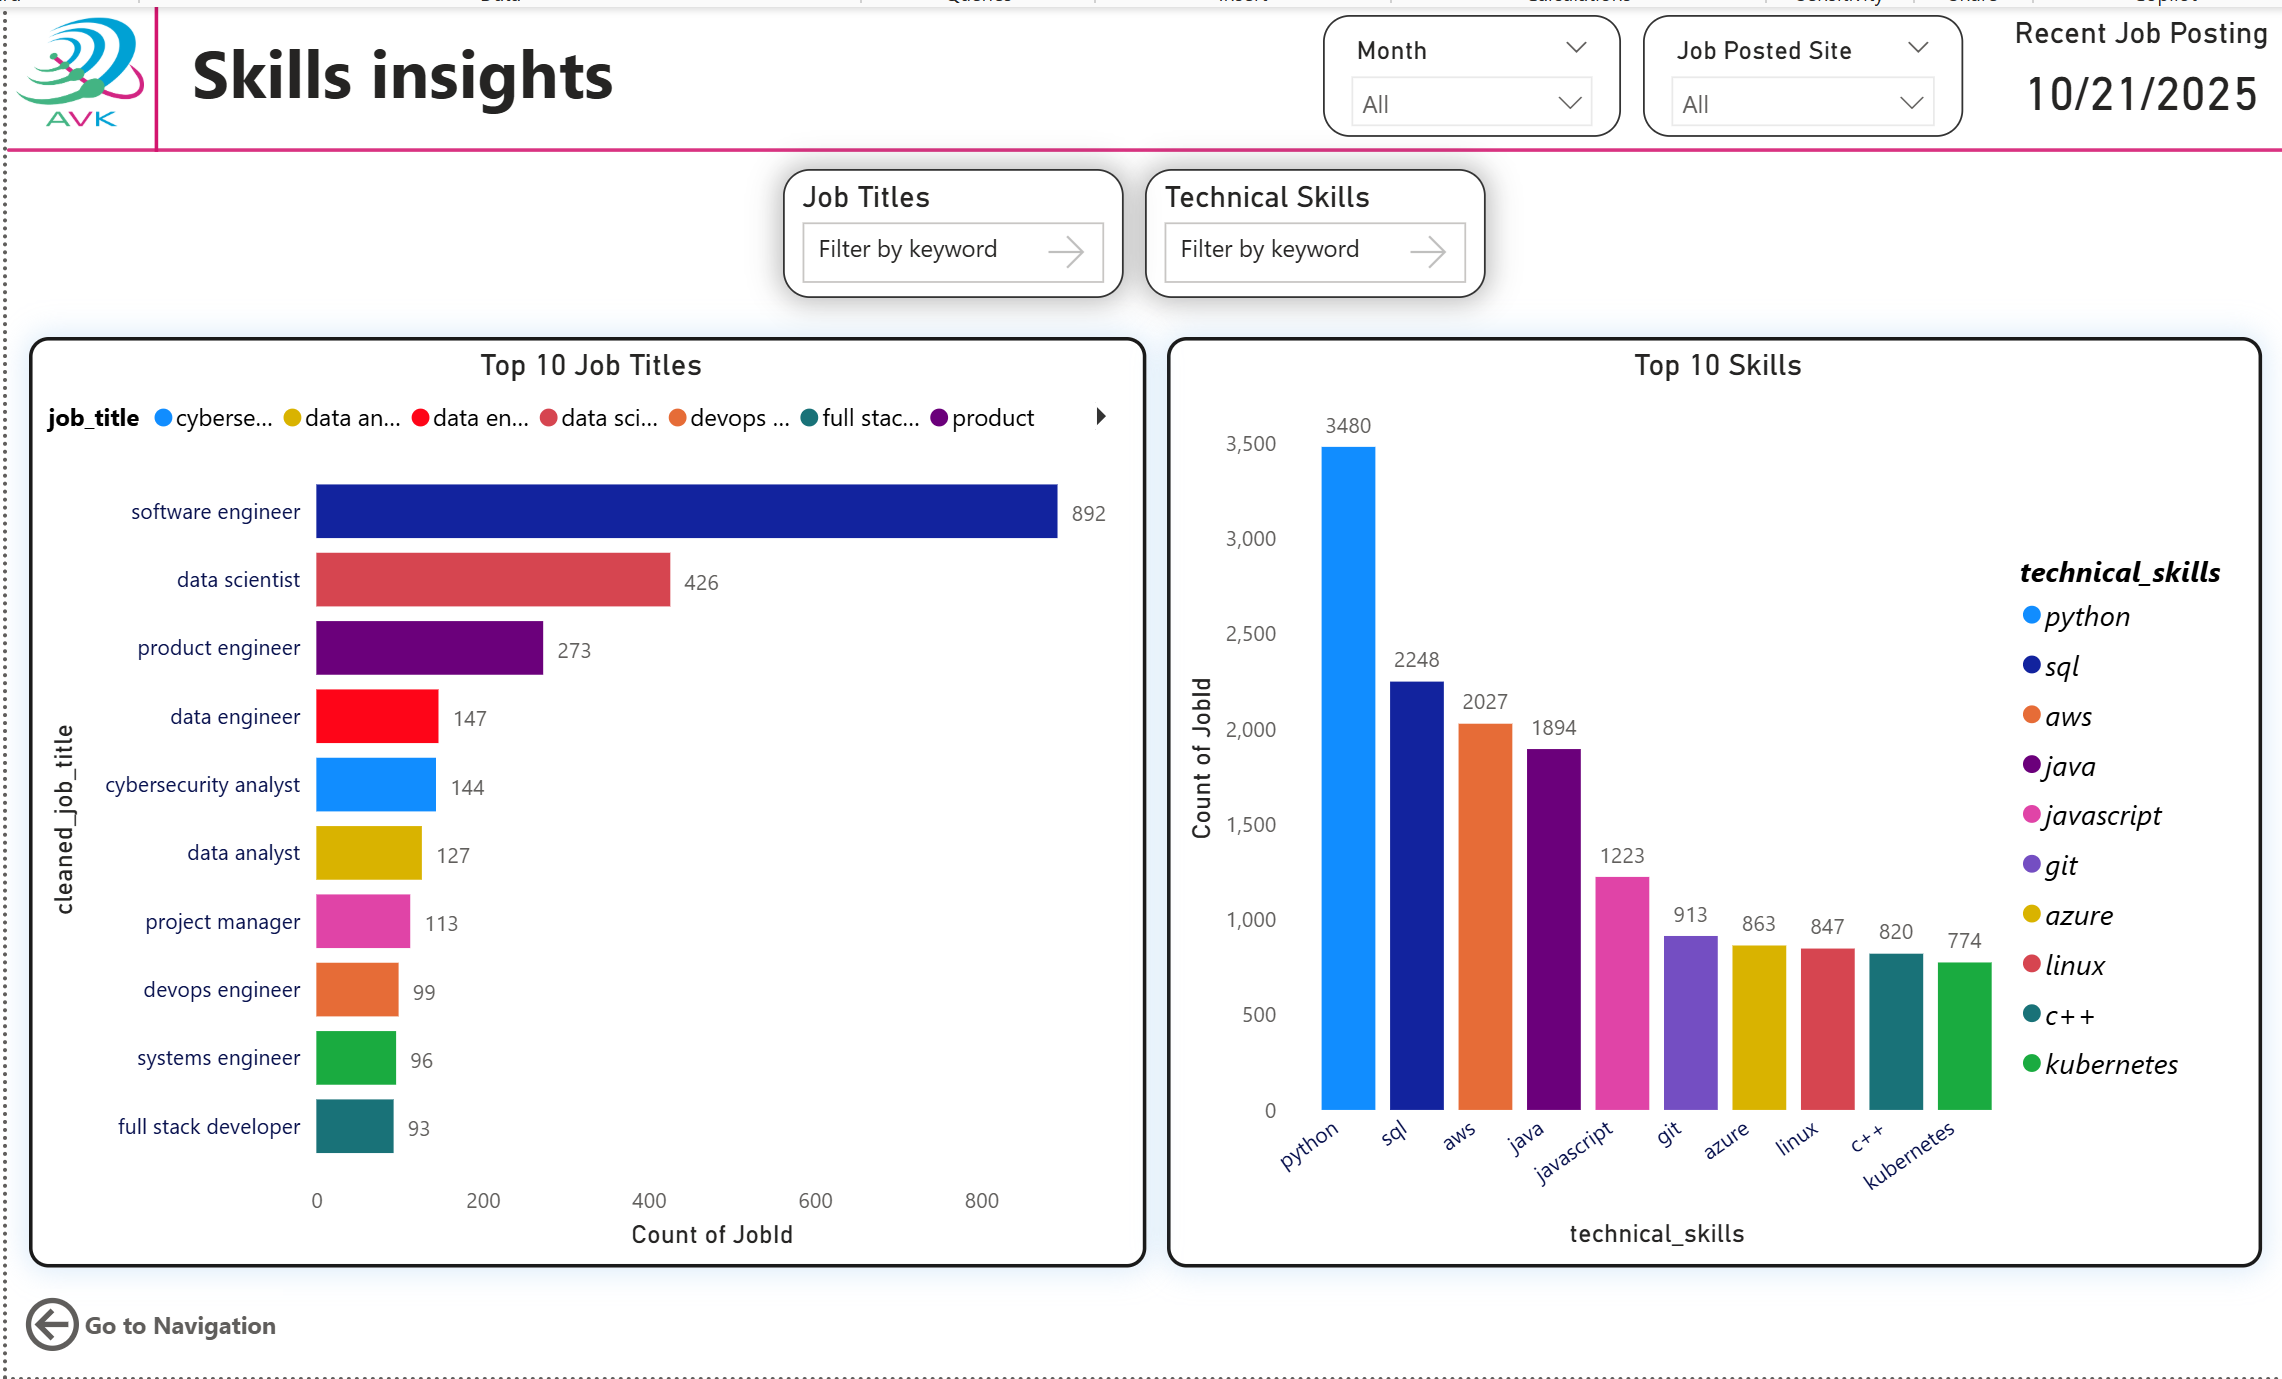 AVK
Skills insights
Month
All
Job Posted Site
All
Recent Job Posting
10/21/2025
Job Titles
Filter by keyword
Technical Skills
Filter by keyword
Top 10 Job Titles
job_title cyberse... data an... data en... data sci... devops ... full stac... product
cleaned_job_title
software engineer 892
data scientist 426
product engineer 273
data engineer 147
cybersecurity analyst 144
data analyst 127
project manager 113
devops engineer 99
systems engineer 96
full stack developer 93
0 200 400 600 800
Count of JobId
Top 10 Skills
Count of JobId
3,500
3,000
2,500
2,000
1,500
1,000
500
0
3480
2248
2027
1894
1223
913
863
847
820
774
python sql aws java javascript git azure linux c++ kubernetes
technical_skills
technical_skills
python
sql
aws
java
javascript
git
azure
linux
c++
kubernetes
Go to Navigation